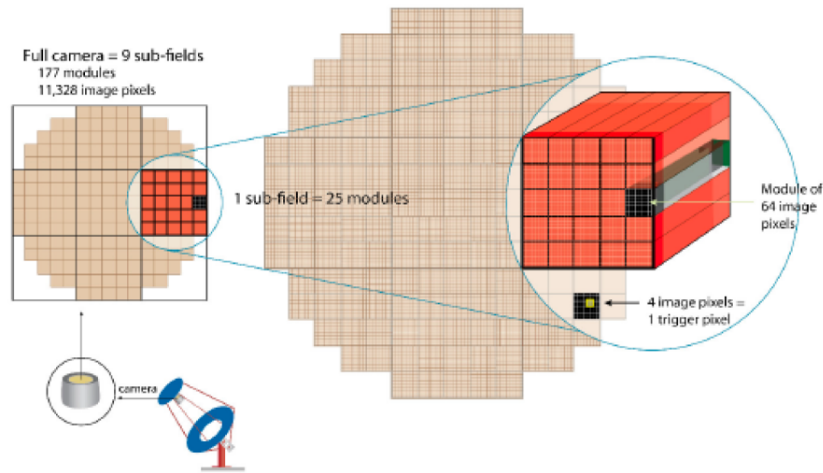 Full camera = 9 sub-fields
177 modules
11,328 image pixels
1 sub-field = 25 modules
Module of
64 image
pixels
4 image pixels =
1 trigger pixel
camera